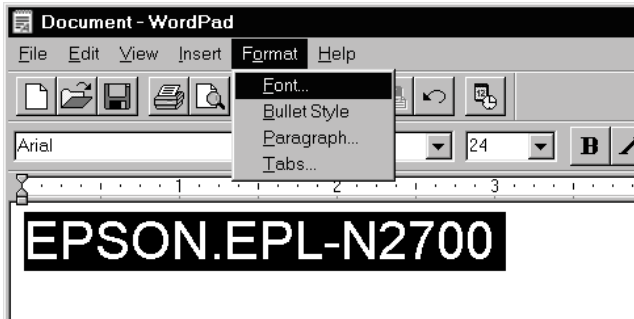 Document - WordPad
File Edit View Insert Format Help
Font...
Bullet Style
Paragraph...
Tabs...
Arial 24 B
1 2 3
EPSON.EPL-N2700